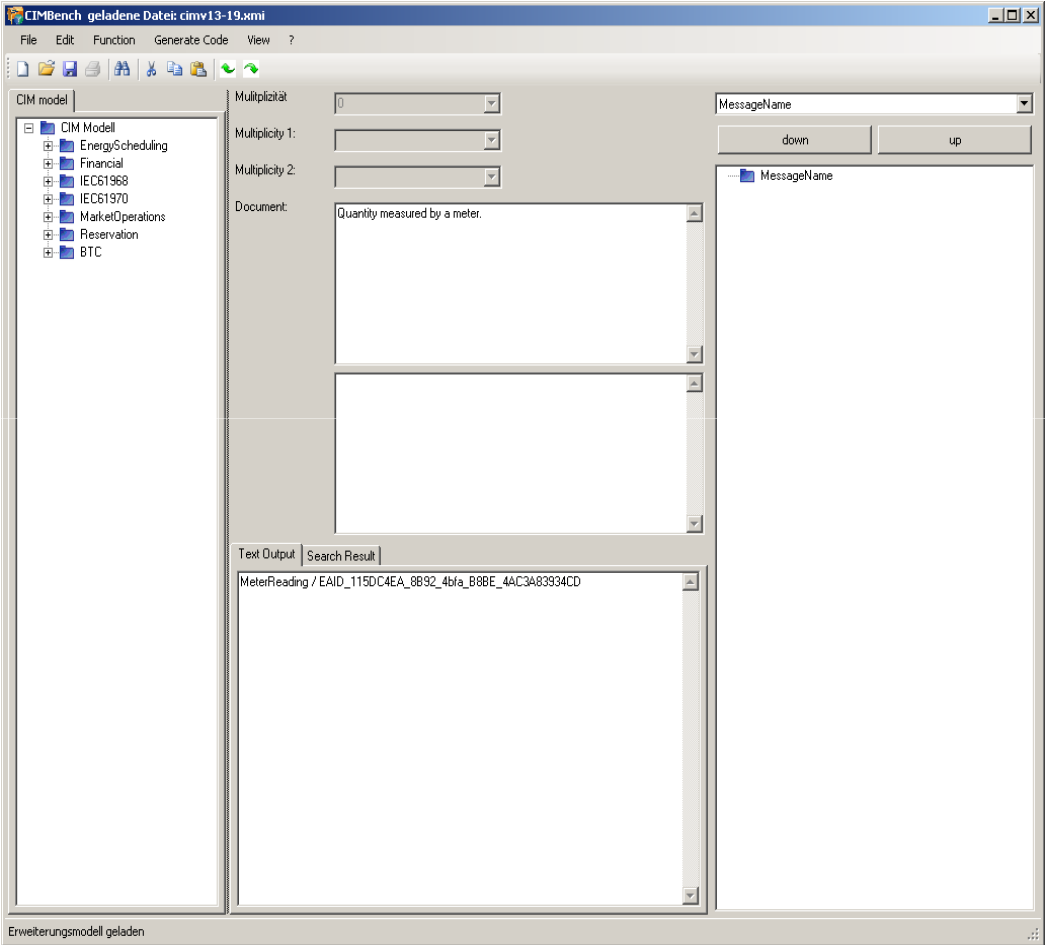 CIMBench geladene Datei: cimv13-19.xmi
File Edit Function Generate Code View ?
CIM model
CIM Modell
EnergyScheduling
Financial
IEC61968
IEC61970
MarketOperations
Reservation
BTC
Mulitplizität
0
Multiplicity 1:
Multiplicity 2:
Document:
Quantity measured by a meter.
Text Output Search Result
MeterReading / EAID_115DC4EA_8B92_4bfa_B8BE_4AC3A83934CD
MessageName
down up
MessageName
Erweiterungsmodell geladen